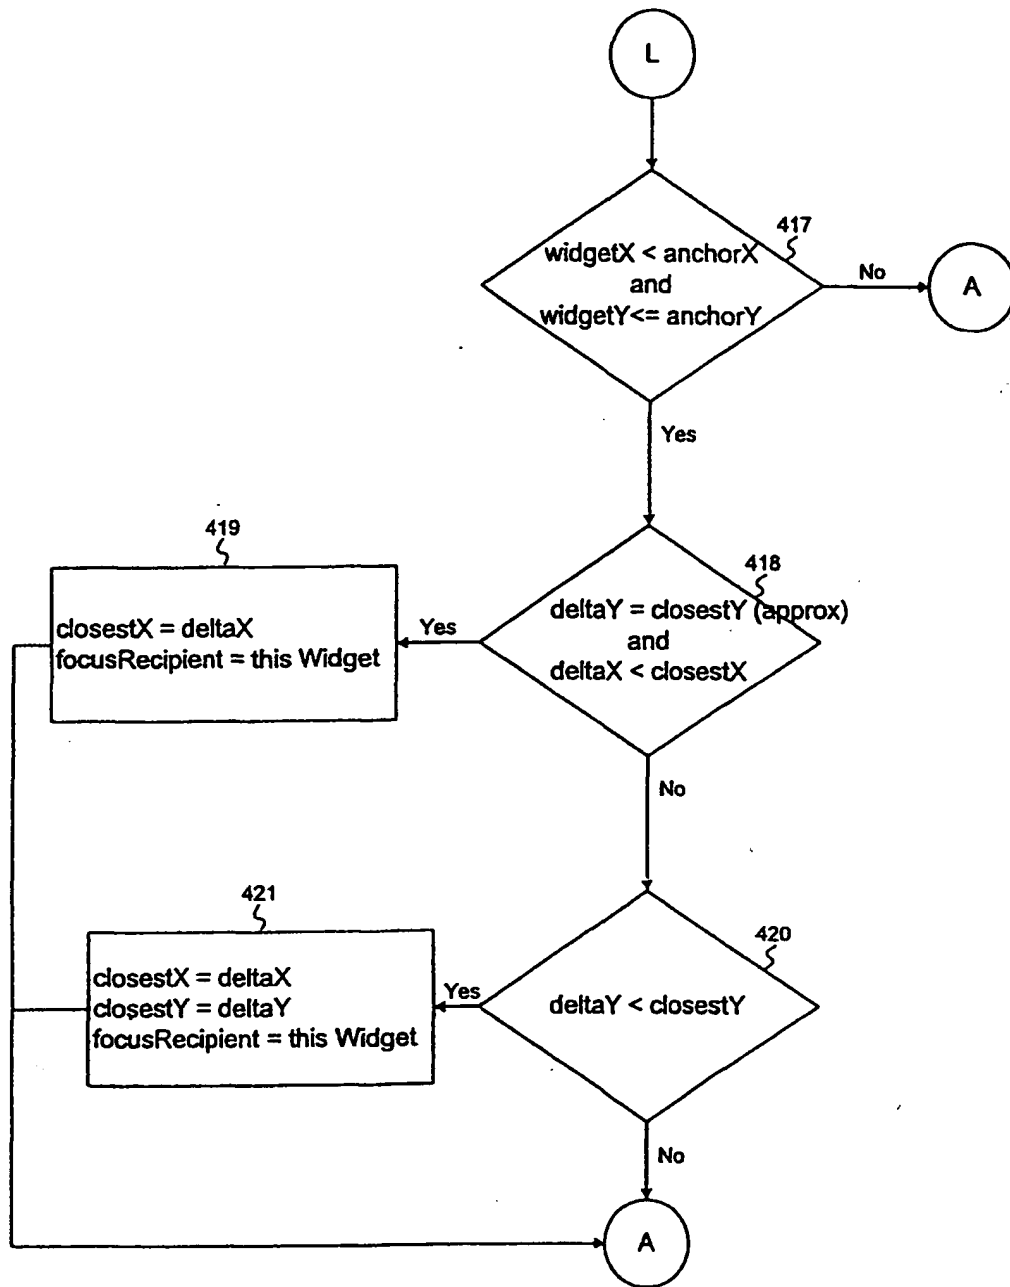 L
417
widgetX < anchorX
and
widgetY<= anchorY
No
A
Yes
419
closestX = deltaX
focusRecipient = this Widget
Yes
418
deltaY = closestY (approx)
and
deltaX < closestX
No
421
closestX = deltaX
closestY = deltaY
focusRecipient = this Widget
Yes
420
deltaY < closestY
No
A